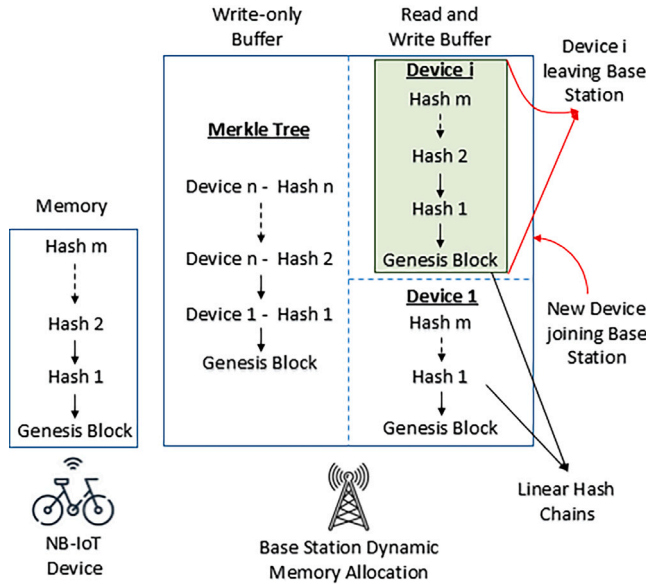 Write-only
Buffer
Read and
Write Buffer
Device i
leaving Base
Station
Device i
Hash m
Hash 2
Hash 1
Genesis Block
Merkle Tree
Device n - Hash n
Device n - Hash 2
Device 1 - Hash 1
Genesis Block
Memory
Hash m
Hash 2
Hash 1
Genesis Block
Device 1
Hash m
Hash 1
Genesis Block
New Device
joining Base
Station
Linear Hash
Chains
NB-IoT
Device
Base Station Dynamic
Memory Allocation